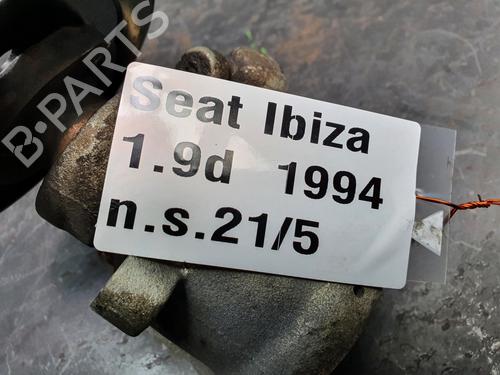 B-PARTS
Seat Ibiza
1.9d 1994
n.s.21/5